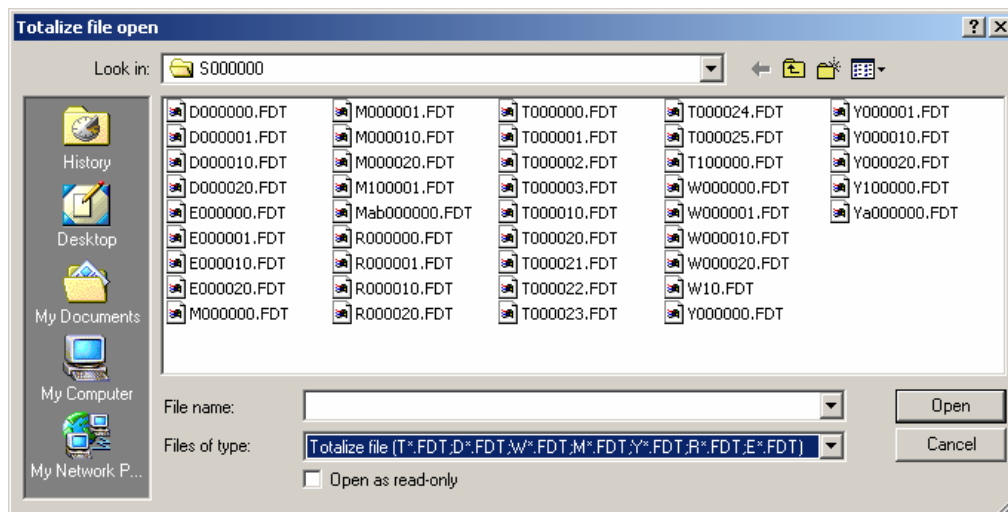 Totalize file open
Look in: S000000
History
Desktop
My Documents
My Computer
My Network P...
D000000.FDT
D000001.FDT
D000010.FDT
D000020.FDT
E000000.FDT
E000001.FDT
E000010.FDT
E000020.FDT
M000000.FDT
M000001.FDT
M000010.FDT
M000020.FDT
M100001.FDT
Mab000000.FDT
R000000.FDT
R000001.FDT
R000010.FDT
R000020.FDT
T000000.FDT
T000001.FDT
T000002.FDT
T000003.FDT
T000010.FDT
T000020.FDT
T000021.FDT
T000022.FDT
T000023.FDT
T000024.FDT
T000025.FDT
T100000.FDT
W000000.FDT
W000001.FDT
W000010.FDT
W000020.FDT
W10.FDT
Y000000.FDT
Y000001.FDT
Y000010.FDT
Y000020.FDT
Y100000.FDT
Ya000000.FDT
File name:
Open
Files of type: Totalize file (T*.FDT;D*.FDT;W*.FDT;M*.FDT;Y*.FDT;R*.FDT;E*.FDT)
Cancel
Open as read-only